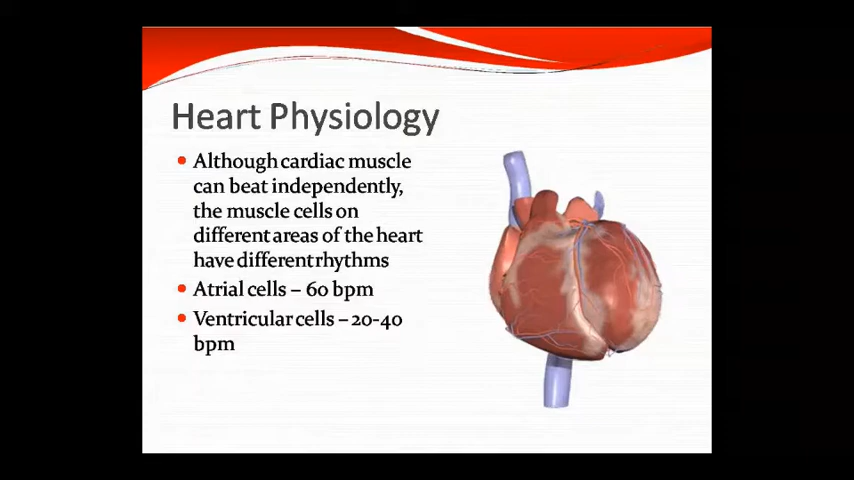 Heart Physiology
• Although cardiac muscle
can beat independently,
the muscle cells on
different areas of the heart
have different rhythms
• Atrial cells – 60 bpm
• Ventricular cells – 20-40
bpm